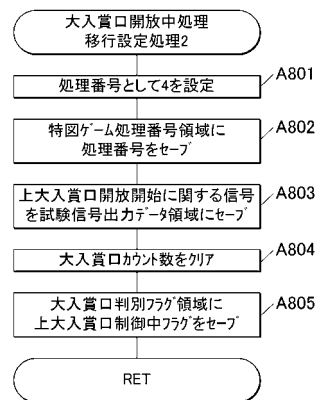 大入賞口開放中処理
移行設定処理2
処理番号として4を設定
A801
特図ゲーム処理番号領域に
処理番号をセーブ
A802
上大入賞口開放開始に関する信号
を試験信号出力データ領域にセーブ
A803
大入賞口カウント数をクリア
A804
大入賞口判別フラグ領域に
上大入賞口制御中フラグをセーブ
A805
RET